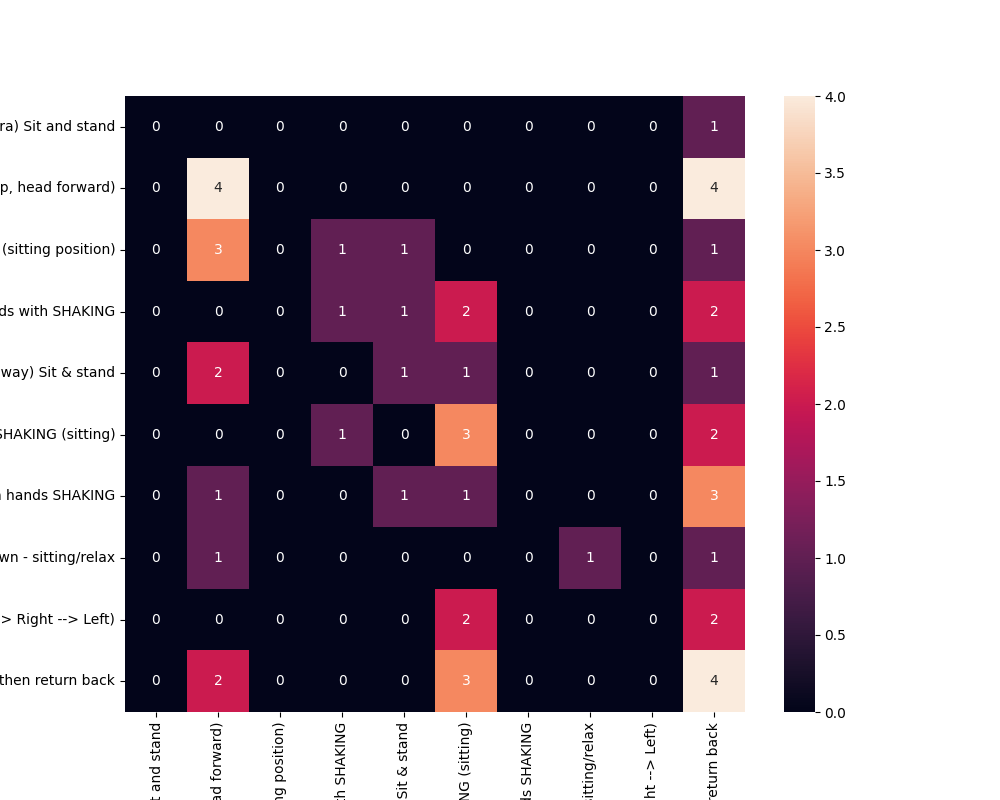 ra) Sit and stand 0 0 0 0 0 0 0 0 0 1
p, head forward) 0 4 0 0 0 0 0 0 0 4
(sitting position) 0 3 0 1 1 0 0 0 0 1
ds with SHAKING 0 0 0 1 1 2 0 0 0 2
way) Sit & stand 0 2 0 0 1 1 0 0 0 1
SHAKING (sitting) 0 0 0 1 0 3 0 0 0 2
hands SHAKING 0 1 0 0 1 1 0 0 0 3
wn - sitting/relax 0 1 0 0 0 0 0 1 0 1
> Right --> Left) 0 0 0 0 0 2 0 0 0 2
then return back 0 2 0 0 0 3 0 0 0 4
t and stand
ad forward)
ng position)
th SHAKING
Sit & stand
NG (sitting)
ds SHAKING
sitting/relax
ht --> Left)
return back
4.0
3.5
3.0
2.5
2.0
1.5
1.0
0.5
0.0